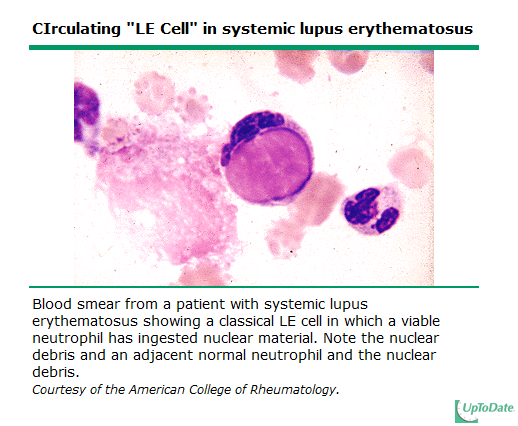 CIrculating "LE Cell" in systemic lupus erythematosus
Blood smear from a patient with systemic lupus
erythematosus showing a classical LE cell in which a viable
neutrophil has ingested nuclear material. Note the nuclear
debris and an adjacent normal neutrophil and the nuclear
debris.
Courtesy of the American College of Rheumatology.
UpToDate